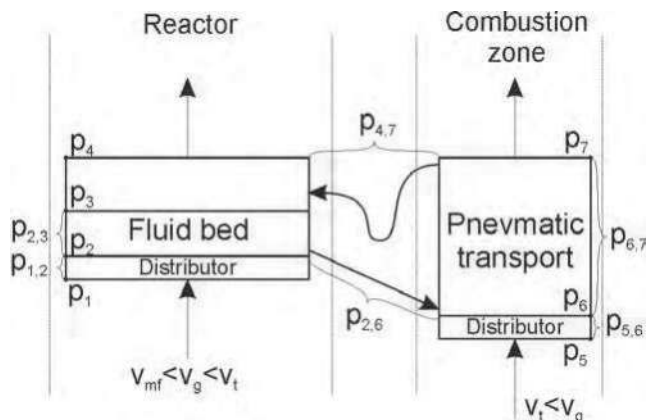 Reactor
Combustion
zone
p4
p4,7
p7
p3
p2,3
Fluid bed
Pnevmatic
transport
p6,7
p2
p1,2
Distributor
p1
p2,6
p6
Distributor
p5,6
p5
vmf<vg<vt
vt<vg